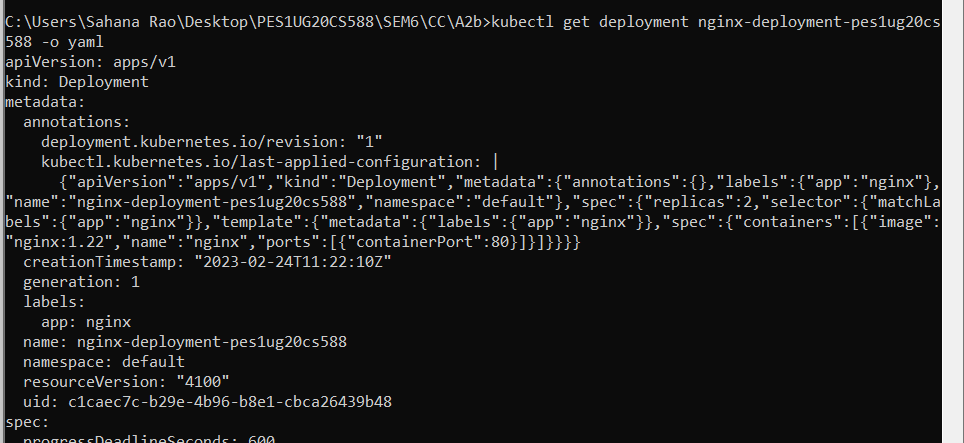 C:\Users\Sahana Rao\Desktop\PES1UG20CS588\SEM6\CC\A2b>kubectl get deployment nginx-deployment-pes1ug20cs
588 -o yaml
apiVersion: apps/v1
kind: Deployment
metadata:
  annotations:
    deployment.kubernetes.io/revision: "1"
    kubectl.kubernetes.io/last-applied-configuration: |
      {"apiVersion":"apps/v1","kind":"Deployment","metadata":{"annotations":{},"labels":{"app":"nginx"},
"name":"nginx-deployment-pes1ug20cs588","namespace":"default"},"spec":{"replicas":2,"selector":{"matchLa
bels":{"app":"nginx"}},"template":{"metadata":{"labels":{"app":"nginx"}},"spec":{"containers":[{"image":
"nginx:1.22","name":"nginx","ports":[{"containerPort":80}]}]}}}}
  creationTimestamp: "2023-02-24T11:22:10Z"
  generation: 1
  labels:
    app: nginx
  name: nginx-deployment-pes1ug20cs588
  namespace: default
  resourceVersion: "4100"
  uid: c1caec7c-b29e-4b96-b8e1-cbca26439b48
spec:
  progressDeadlineSeconds: 600